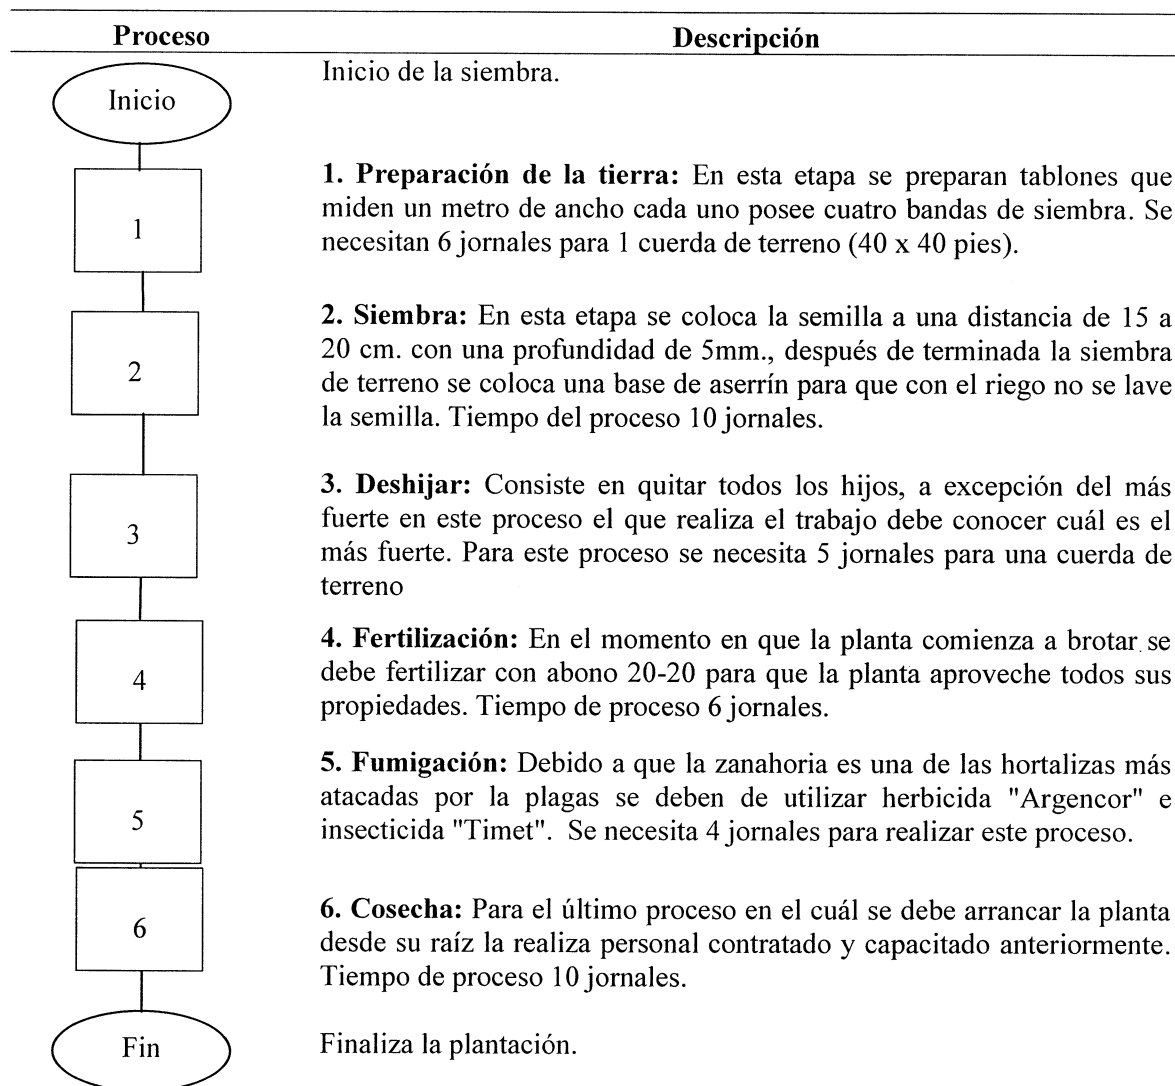 Proceso Descripción
Inicio
Inicio de la siembra.
1
1. Preparación de la tierra: En esta etapa se preparan tablones que
miden un metro de ancho cada uno posee cuatro bandas de siembra. Se
necesitan 6 jornales para 1 cuerda de terreno (40 x 40 pies).
2
2. Siembra: En esta etapa se coloca la semilla a una distancia de 15 a
20 cm. con una profundidad de 5mm., después de terminada la siembra
de terreno se coloca una base de aserrín para que con el riego no se lave
la semilla. Tiempo del proceso 10 jornales.
3
3. Deshijar: Consiste en quitar todos los hijos, a excepción del más
fuerte en este proceso el que realiza el trabajo debe conocer cuál es el
más fuerte. Para este proceso se necesita 5 jornales para una cuerda de
terreno
4
4. Fertilización: En el momento en que la planta comienza a brotar se
debe fertilizar con abono 20-20 para que la planta aproveche todos sus
propiedades. Tiempo de proceso 6 jornales.
5
5. Fumigación: Debido a que la zanahoria es una de las hortalizas más
atacadas por la plagas se deben de utilizar herbicida "Argencor" e
insecticida "Timet". Se necesita 4 jornales para realizar este proceso.
6
6. Cosecha: Para el último proceso en el cuál se debe arrancar la planta
desde su raíz la realiza personal contratado y capacitado anteriormente.
Tiempo de proceso 10 jornales.
Fin
Finaliza la plantación.